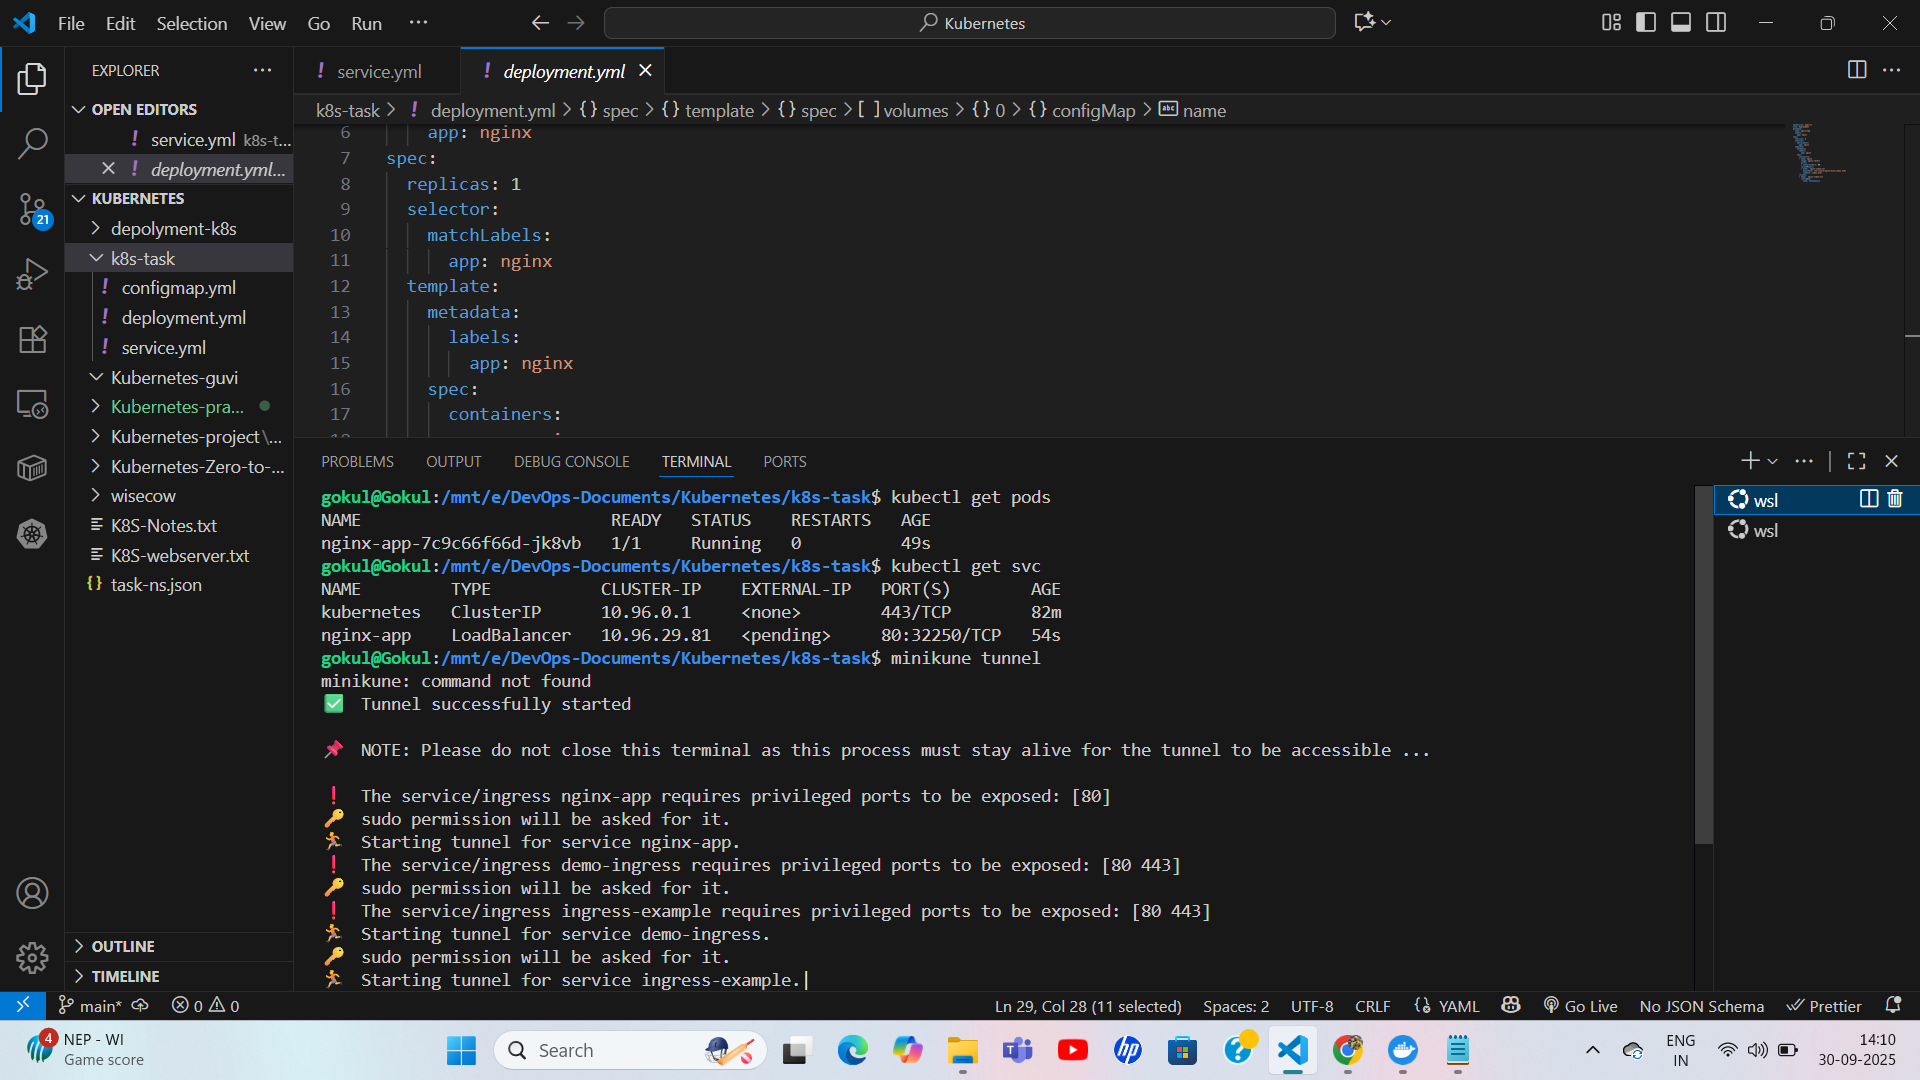 File Edit Selection View Go Run ···
Kubernetes
EXPLORER ···
service.yml
deployment.yml
OPEN EDITORS
service.yml k8s-t...
deployment.yml...
KUBERNETES
depolyment-k8s
k8s-task
configmap.yml
deployment.yml
service.yml
Kubernetes-guvi
Kubernetes-pra...
Kubernetes-project\...
Kubernetes-Zero-to-...
wisecow
K8S-Notes.txt
K8S-webserver.txt
task-ns.json
21
OUTLINE
TIMELINE
k8s-task > ! deployment.yml > {} spec > {} template > {} spec > [ ] volumes > {} 0 > {} configMap > abc name
6 app: nginx
7 spec:
8 replicas: 1
9 selector:
10 matchLabels:
11 app: nginx
12 template:
13 metadata:
14 labels:
15 app: nginx
16 spec:
17 containers:
PROBLEMS OUTPUT DEBUG CONSOLE TERMINAL PORTS
gokul@Gokul:/mnt/e/DevOps-Documents/Kubernetes/k8s-task$ kubectl get pods
NAME READY STATUS RESTARTS AGE
nginx-app-7c9c66f66d-jk8vb 1/1 Running 0 49s
gokul@Gokul:/mnt/e/DevOps-Documents/Kubernetes/k8s-task$ kubectl get svc
NAME TYPE CLUSTER-IP EXTERNAL-IP PORT(S) AGE
kubernetes ClusterIP 10.96.0.1 <none> 443/TCP 82m
nginx-app LoadBalancer 10.96.29.81 <pending> 80:32250/TCP 54s
gokul@Gokul:/mnt/e/DevOps-Documents/Kubernetes/k8s-task$ minikune tunnel
minikune: command not found
✅ Tunnel successfully started
📌 NOTE: Please do not close this terminal as this process must stay alive for the tunnel to be accessible ...
❗ The service/ingress nginx-app requires privileged ports to be exposed: [80]
🔑 sudo permission will be asked for it.
🏃 Starting tunnel for service nginx-app.
❗ The service/ingress demo-ingress requires privileged ports to be exposed: [80 443]
🔑 sudo permission will be asked for it.
❗ The service/ingress ingress-example requires privileged ports to be exposed: [80 443]
🏃 Starting tunnel for service demo-ingress.
🔑 sudo permission will be asked for it.
🏃 Starting tunnel for service ingress-example.
wsl
wsl
main* 0 0 Ln 29, Col 28 (11 selected) Spaces: 2 UTF-8 CRLF {} YAML Go Live No JSON Schema Prettier
4 NEP - WI
Game score
Search
hp
ENG
IN
14:10
30-09-2025